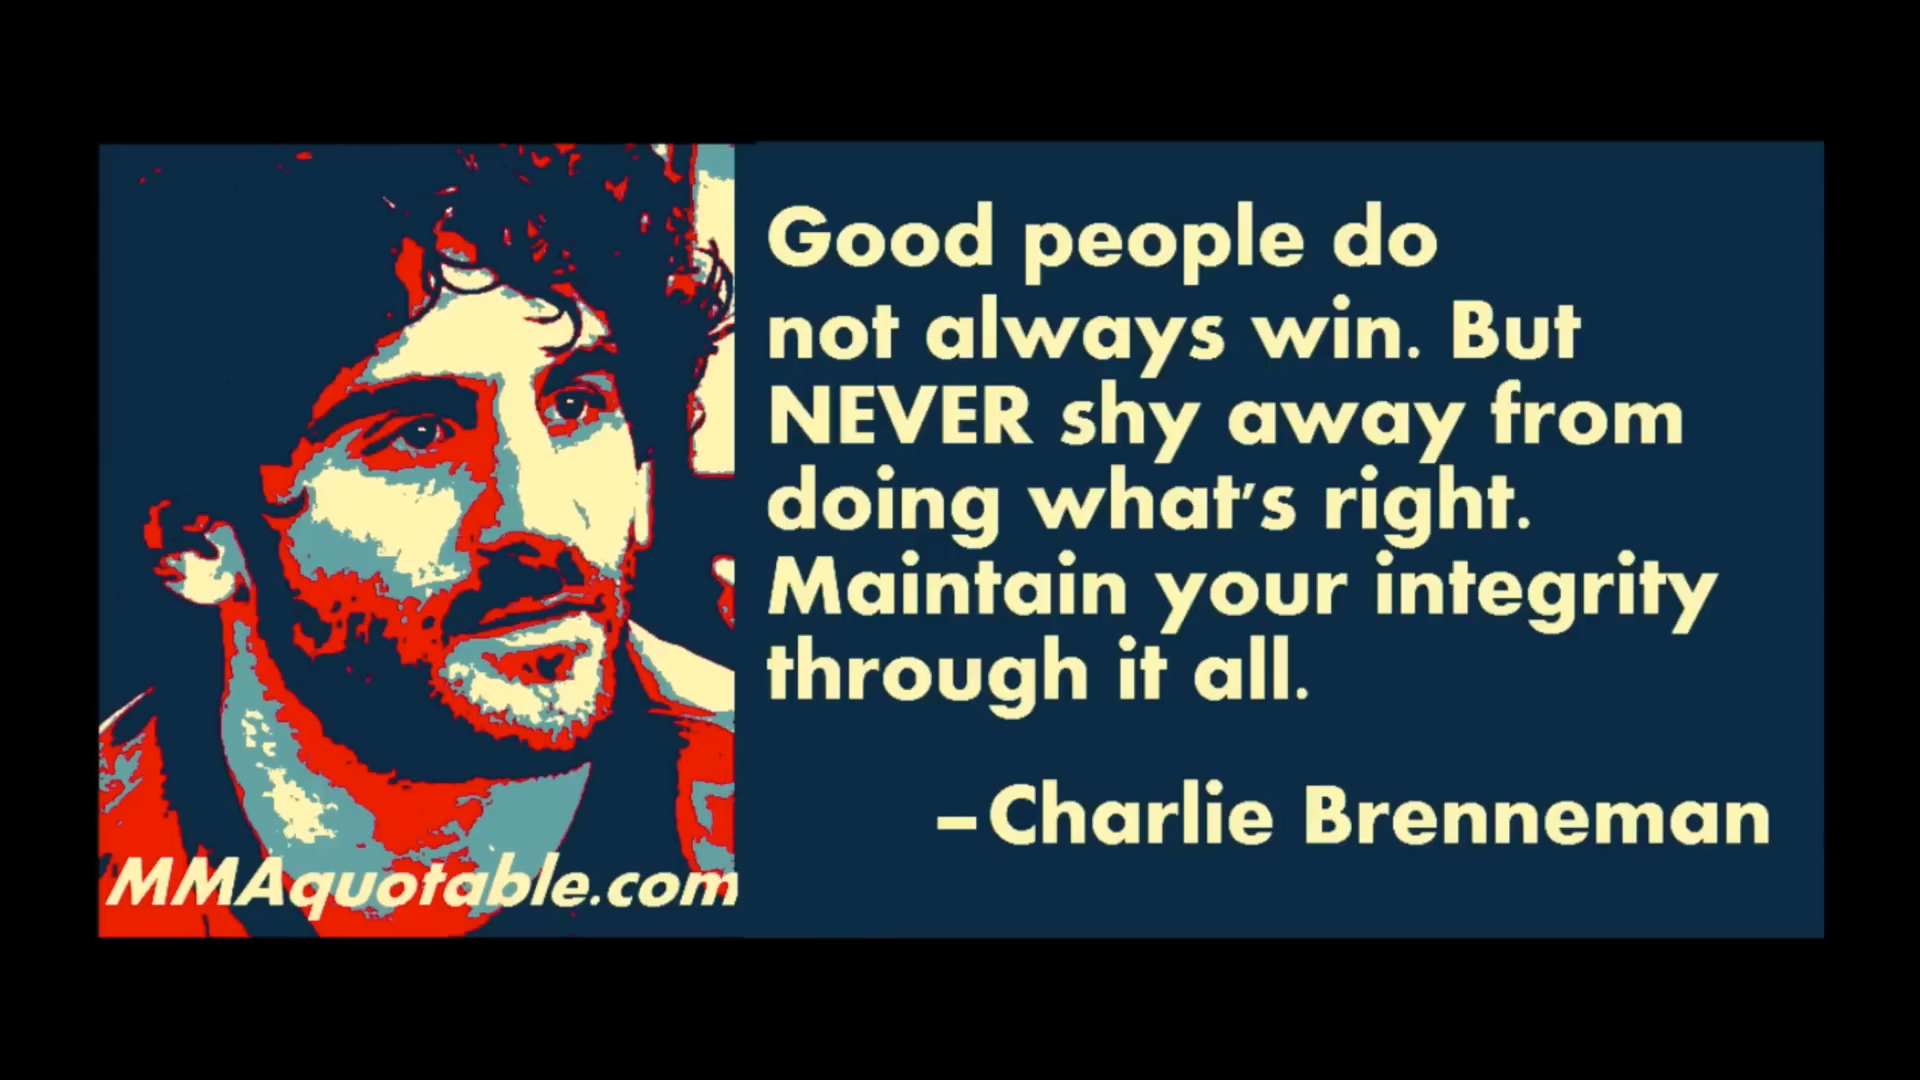 Good people do
not always win. But
NEVER shy away from
doing what's right.
Maintain your integrity
through it all.
–Charlie Brenneman
MMAquotable.com